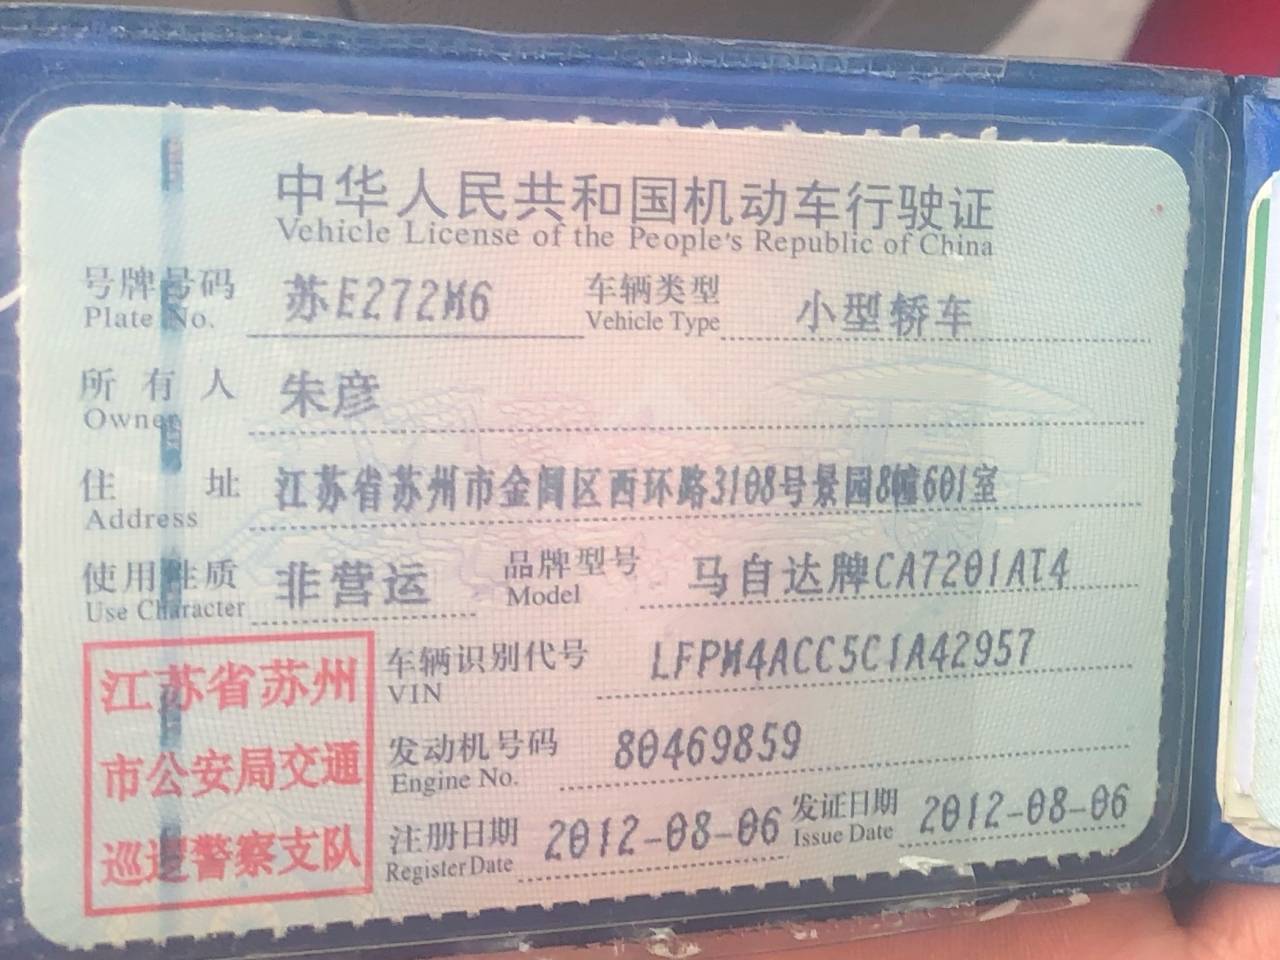 中华人民共和国机动车行驶证
Vehicle License of the People's Republic of China
号牌号码 苏E272M6 车辆类型 小型轿车
Plate No. Vehicle Type
所有人 朱彦
Owner
住址 江苏省苏州市金阊区西环路3108号景园8幢601室
Address
使用性质 非营运 品牌型号 马自达牌CA7201AT4
Use Character Model
车辆识别代号 LFPM4ACC5C1A42957
VIN
发动机号码 80469859
Engine No.
注册日期 2012-08-06 发证日期 2012-08-06
Register Date Issue Date
江苏省苏州
市公安局交通
巡逻警察支队